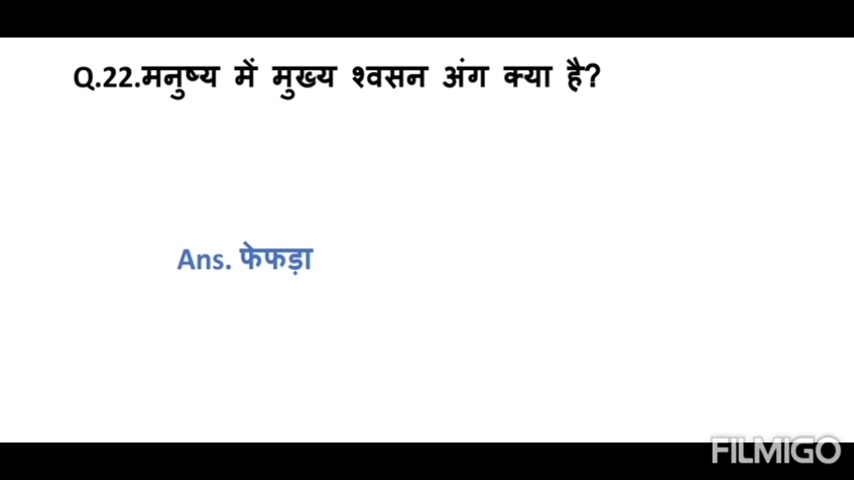 Q.22.मनुष्य में मुख्य श्वसन अंग क्या है?
Ans. फेफड़ा
FILMIGO